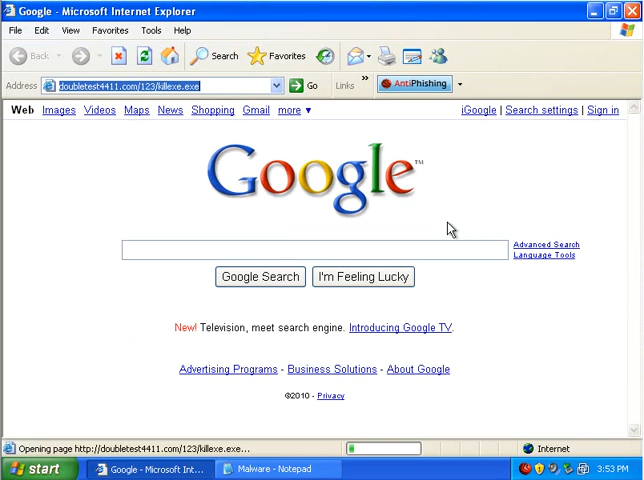 Google - Microsoft Internet Explorer
File Edit View Favorites Tools Help
Back Search Favorites
Address doubletest4411.com/123/killexe.exe Go Links » AntiPhishing
Web Images Videos Maps News Shopping Gmail more ▼ iGoogle | Search settings | Sign in
Google™
Advanced Search
Language Tools
Google Search I'm Feeling Lucky
New! Television, meet search engine. Introducing Google TV.
Advertising Programs - Business Solutions - About Google
©2010 - Privacy
Opening page http://doubletest4411.com/123/killexe.exe... Internet
start Google - Microsoft Int... Malware - Notepad 3:53 PM